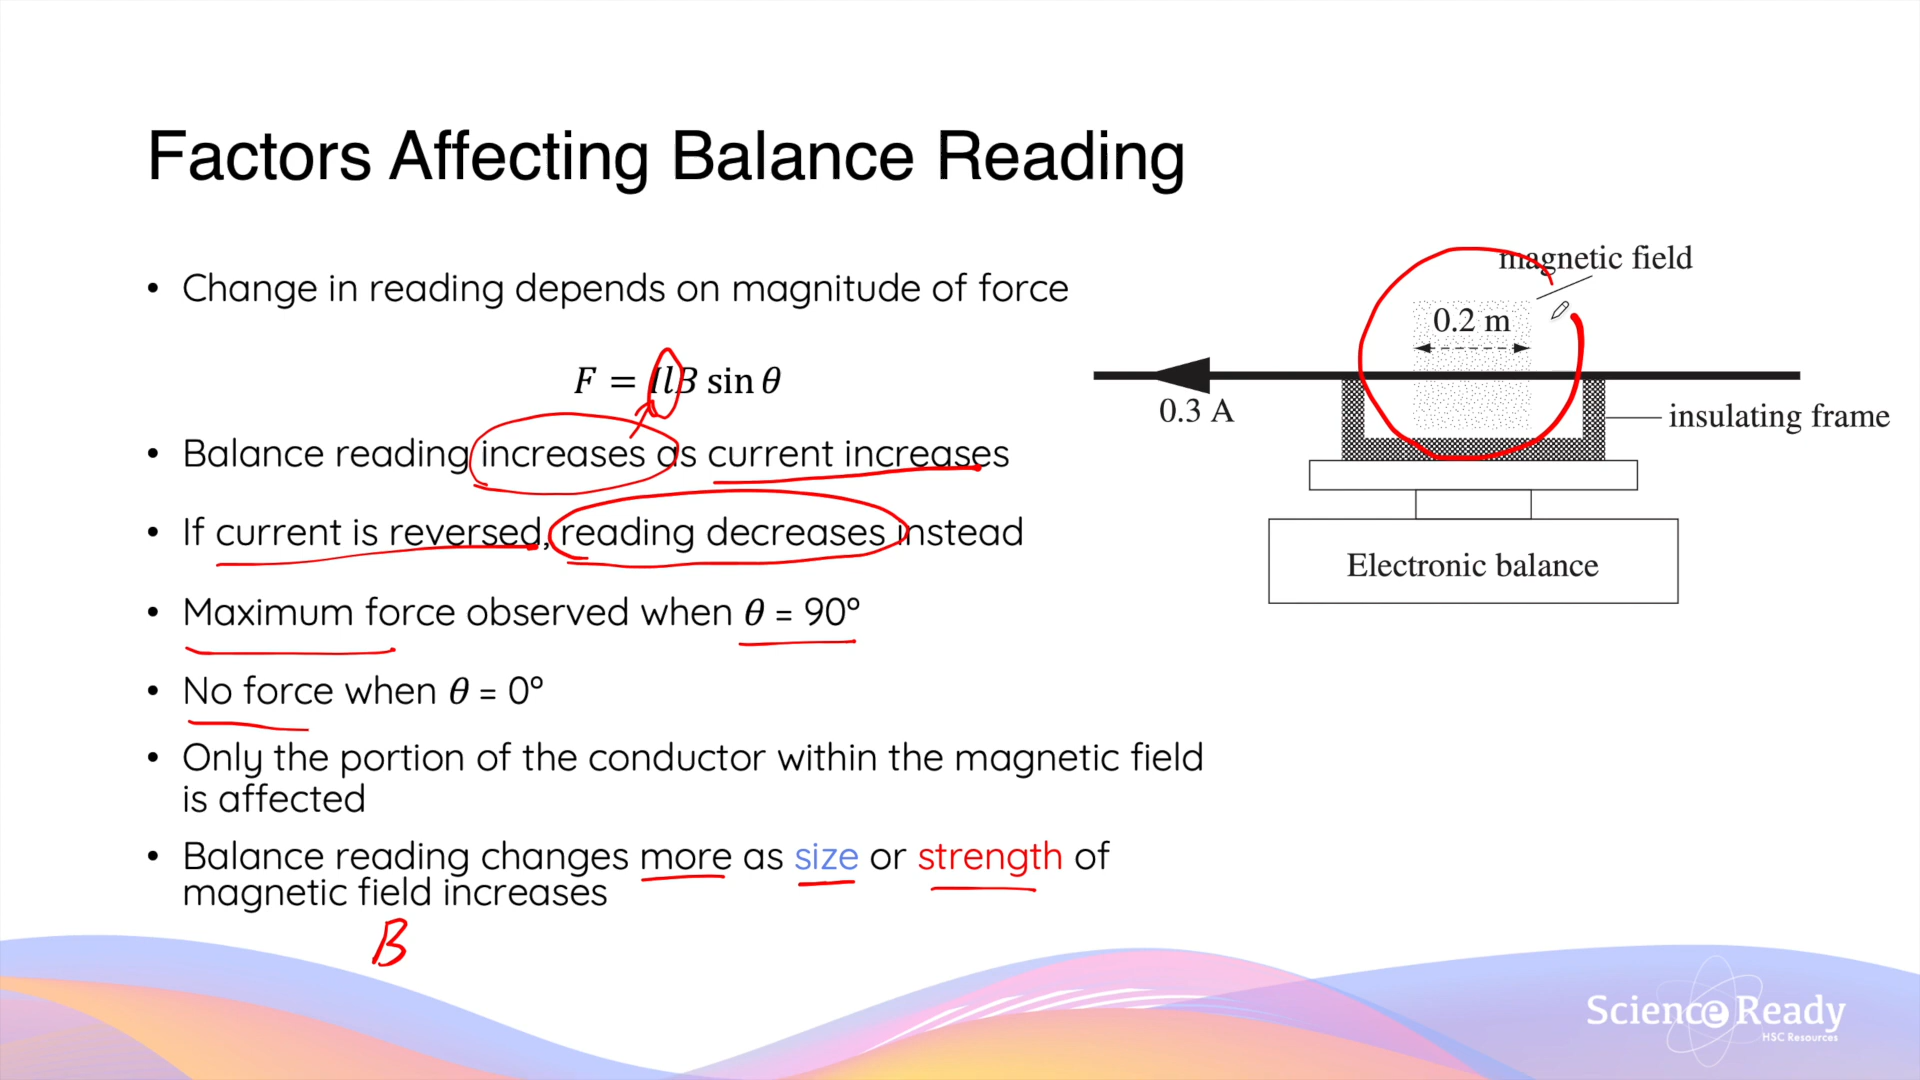 Factors Affecting Balance Reading
• Change in reading depends on magnitude of force
F = IlB sin θ
• Balance reading increases as current increases
• If current is reversed, reading decreases instead
• Maximum force observed when θ = 90º
• No force when θ = 0º
• Only the portion of the conductor within the magnetic field
is affected
• Balance reading changes more as size or strength of
magnetic field increases
B
magnetic field
0.2 m
0.3 A
insulating frame
Electronic balance
Science Ready
HSC Resources